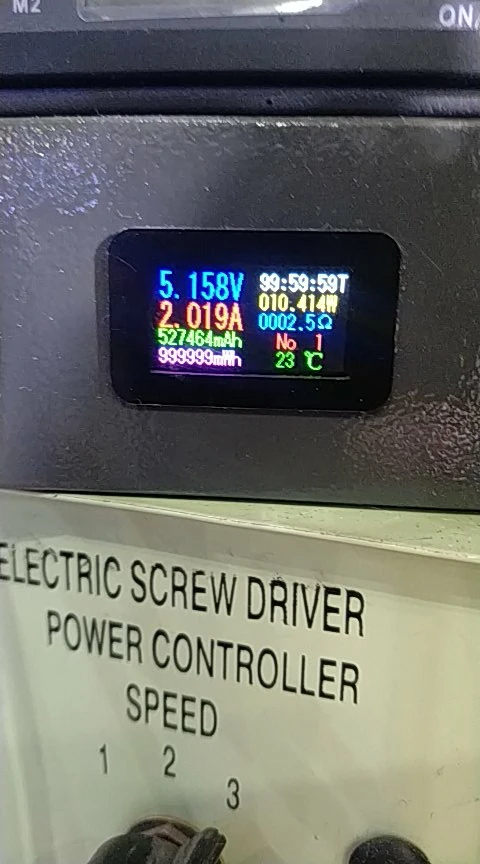 M2
ON/
5.158V 99:59:59T
2.019A 010.414W
527464mAh 0002.5Ω
999999mWh No 1
23 ℃
ELECTRIC SCREW DRIVER
POWER CONTROLLER
SPEED
1 2 3